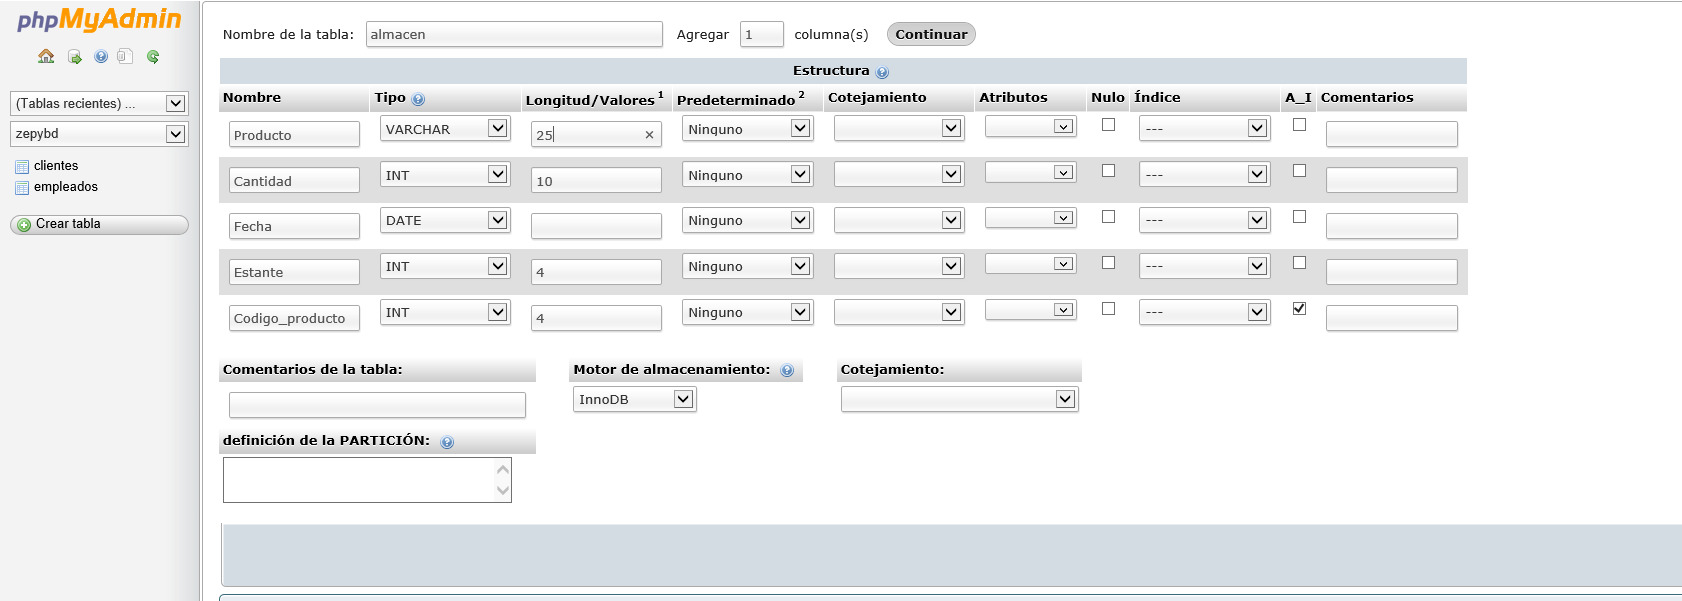 phpMyAdmin
(Tablas recientes) ...
zepybd
clientes
empleados
Crear tabla
Nombre de la tabla: almacen Agregar 1 columna(s) Continuar
Estructura
Nombre Tipo Longitud/Valores 1 Predeterminado 2 Cotejamiento Atributos Nulo Índice A_I Comentarios
Producto VARCHAR 25 Ninguno ---
Cantidad INT 10 Ninguno ---
Fecha DATE Ninguno ---
Estante INT 4 Ninguno ---
Codigo_producto INT 4 Ninguno ---
Comentarios de la tabla: Motor de almacenamiento: Cotejamiento:
InnoDB
definición de la PARTICIÓN: